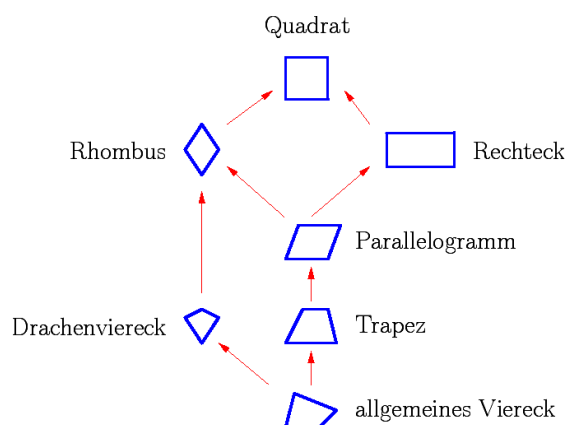 Quadrat
Rhombus
Rechteck
Parallelogramm
Drachenviereck
Trapez
allgemeines Viereck